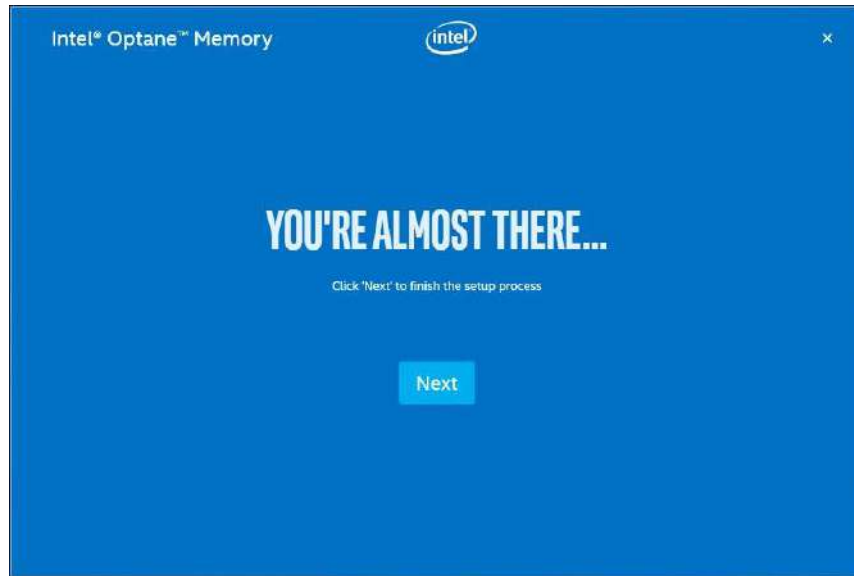 Intel® Optane™ Memory
intel
×
YOU'RE ALMOST THERE...
Click 'Next' to finish the setup process
Next